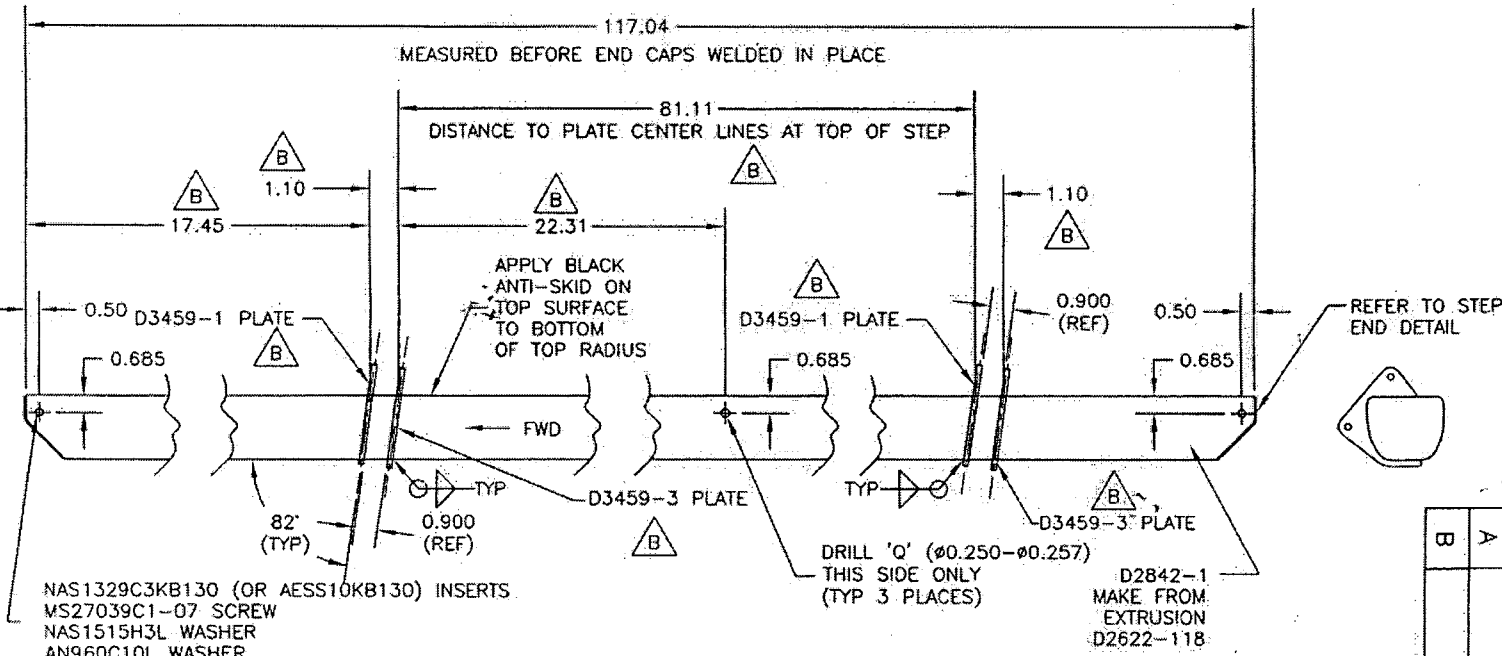 117.04
MEASURED BEFORE END CAPS WELDED IN PLACE
81.11
DISTANCE TO PLATE CENTER LINES AT TOP OF STEP
B
B
1.10
B
17.45
B
22.31
1.10
B
APPLY BLACK
ANTI-SKID ON
TOP SURFACE
TO BOTTOM
OF TOP RADIUS
B
0.50
D3459-1 PLATE
B
D3459-1 PLATE
0.900
(REF)
0.50
REFER TO STEP
END DETAIL
0.685
0.685
0.685
FWD
TYP
D3459-3 PLATE
B
TYP
B
D3459-3 PLATE
82°
(TYP)
0.900
(REF)
DRILL 'Q' (ø0.250-ø0.257)
THIS SIDE ONLY
(TYP 3 PLACES)
D2842-1
MAKE FROM
EXTRUSION
D2622-118
NAS1329C3KB130 (OR AESS10KB130) INSERTS
MS27039C1-07 SCREW
NAS1515H3L WASHER
AN960C10L WASHER
A
B